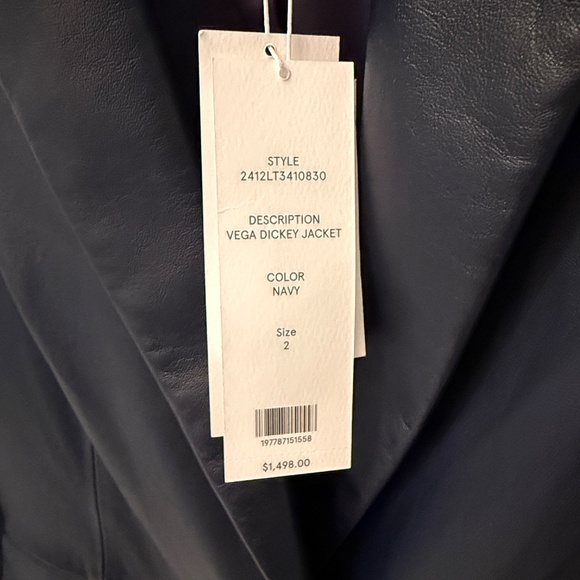 STYLE
2412LT3410830
DESCRIPTION
VEGA DICKEY JACKET
COLOR
NAVY
Size
2
197787151558
$1,498.00